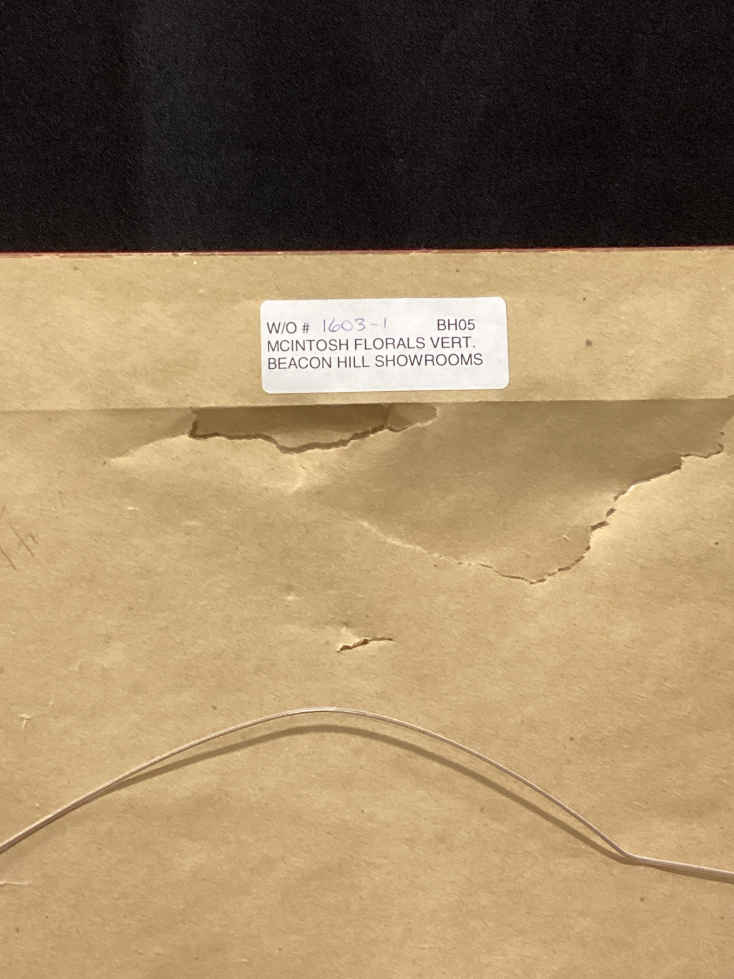 W/O # 1603-1 BH05
MCINTOSH FLORALS VERT.
BEACON HILL SHOWROOMS